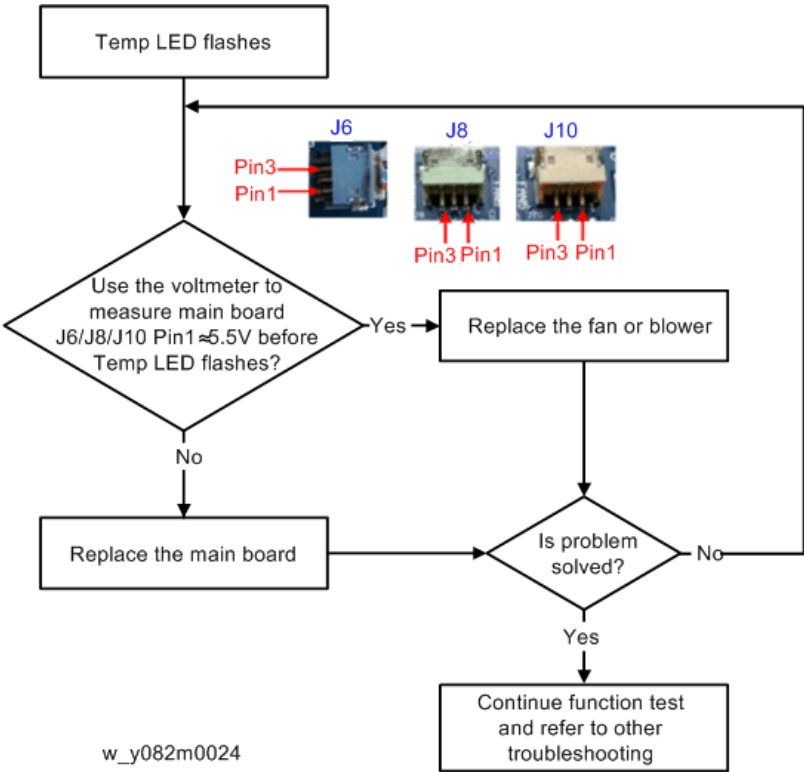 Temp LED flashes
J6
J8
J10
Pin3
Pin1
Pin3 Pin1
Pin3 Pin1
Use the voltmeter to
measure main board
J6/J8/J10 Pin1≈5.5V before
Temp LED flashes?
Yes
Replace the fan or blower
No
Replace the main board
Is problem
solved?
No
Yes
Continue function test
and refer to other
troubleshooting
w_y082m0024